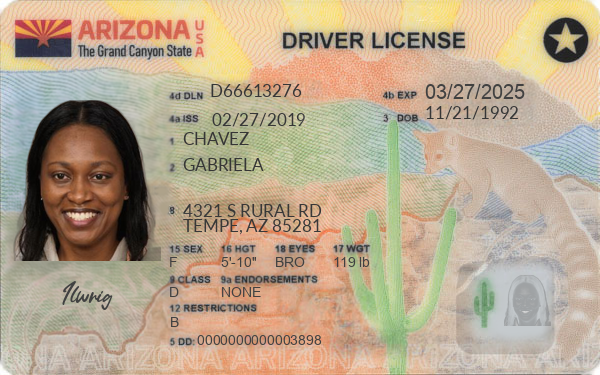 ARIZONA USA
The Grand Canyon State
DRIVER LICENSE
4d DLN D66613276
4b EXP 03/27/2025
4a ISS 02/27/2019
3 DOB 11/21/1992
1 CHAVEZ
2 GABRIELA
8 4321 S RURAL RD
TEMPE, AZ 85281
15 SEX 16 HGT 18 EYES 17 WGT
F 5'-10" BRO 119 lb
9 CLASS 9a ENDORSEMENTS
D NONE
12 RESTRICTIONS
B
5 DD: 0000000000003898
ARIZONA ARIZONA ARIZONA